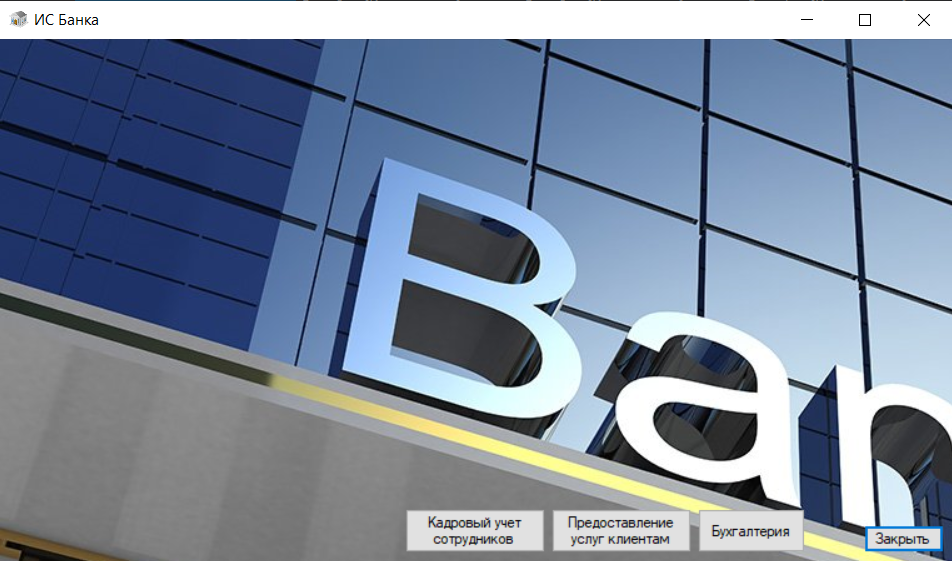 ИС Банка
Ban
Кадровый учет
сотрудников
Предоставление
услуг клиентам
Бухгалтерия
Закрыть